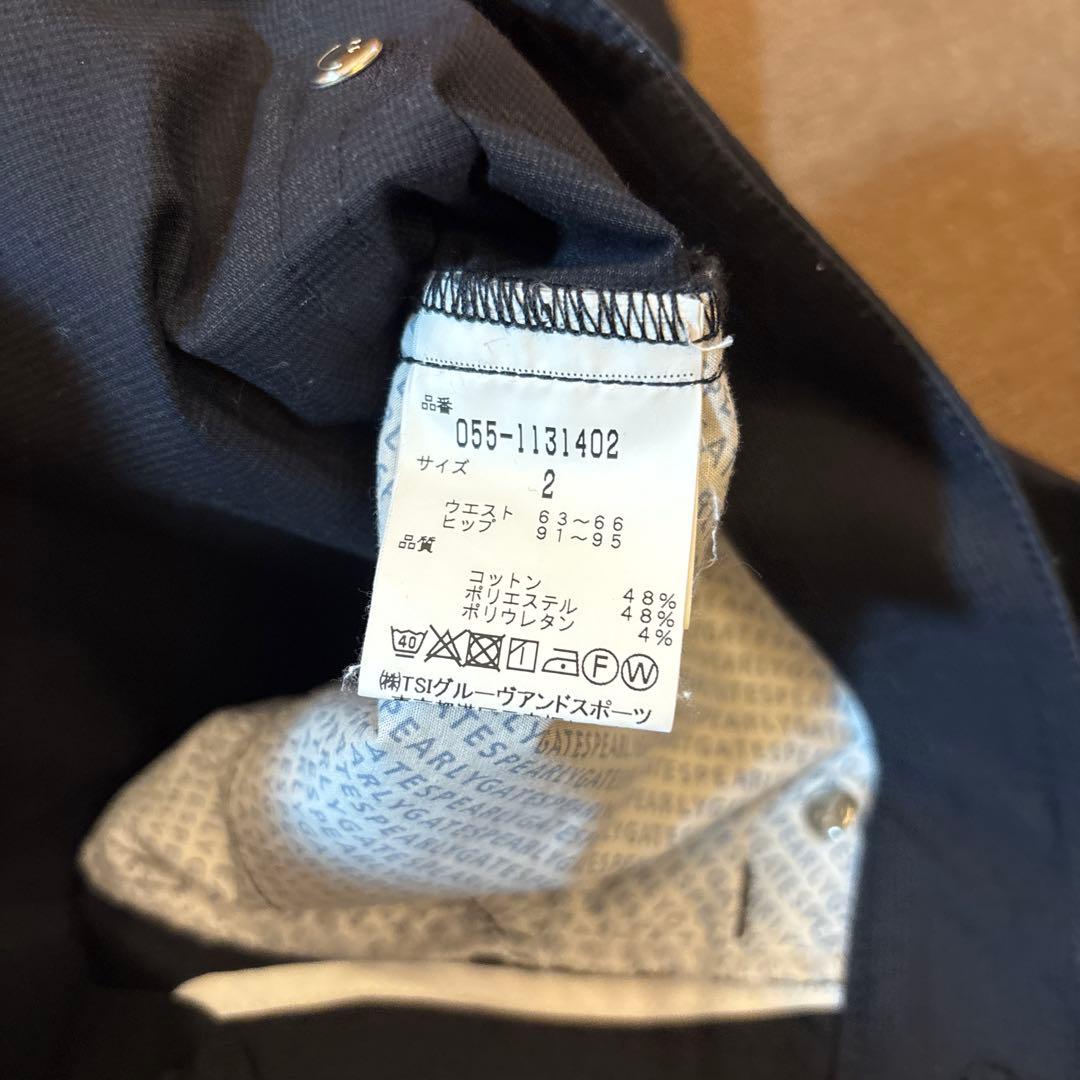 品番
055-1131402
サイズ
2
ウエスト 63～66
ヒップ 91～95
品質
コットン 48%
ポリエステル 48%
ポリウレタン 4%
40 F W
(株)TSIグルーヴアンドスポーツ
GATESPEARLY
PEARLYGATESPEARLYGATE